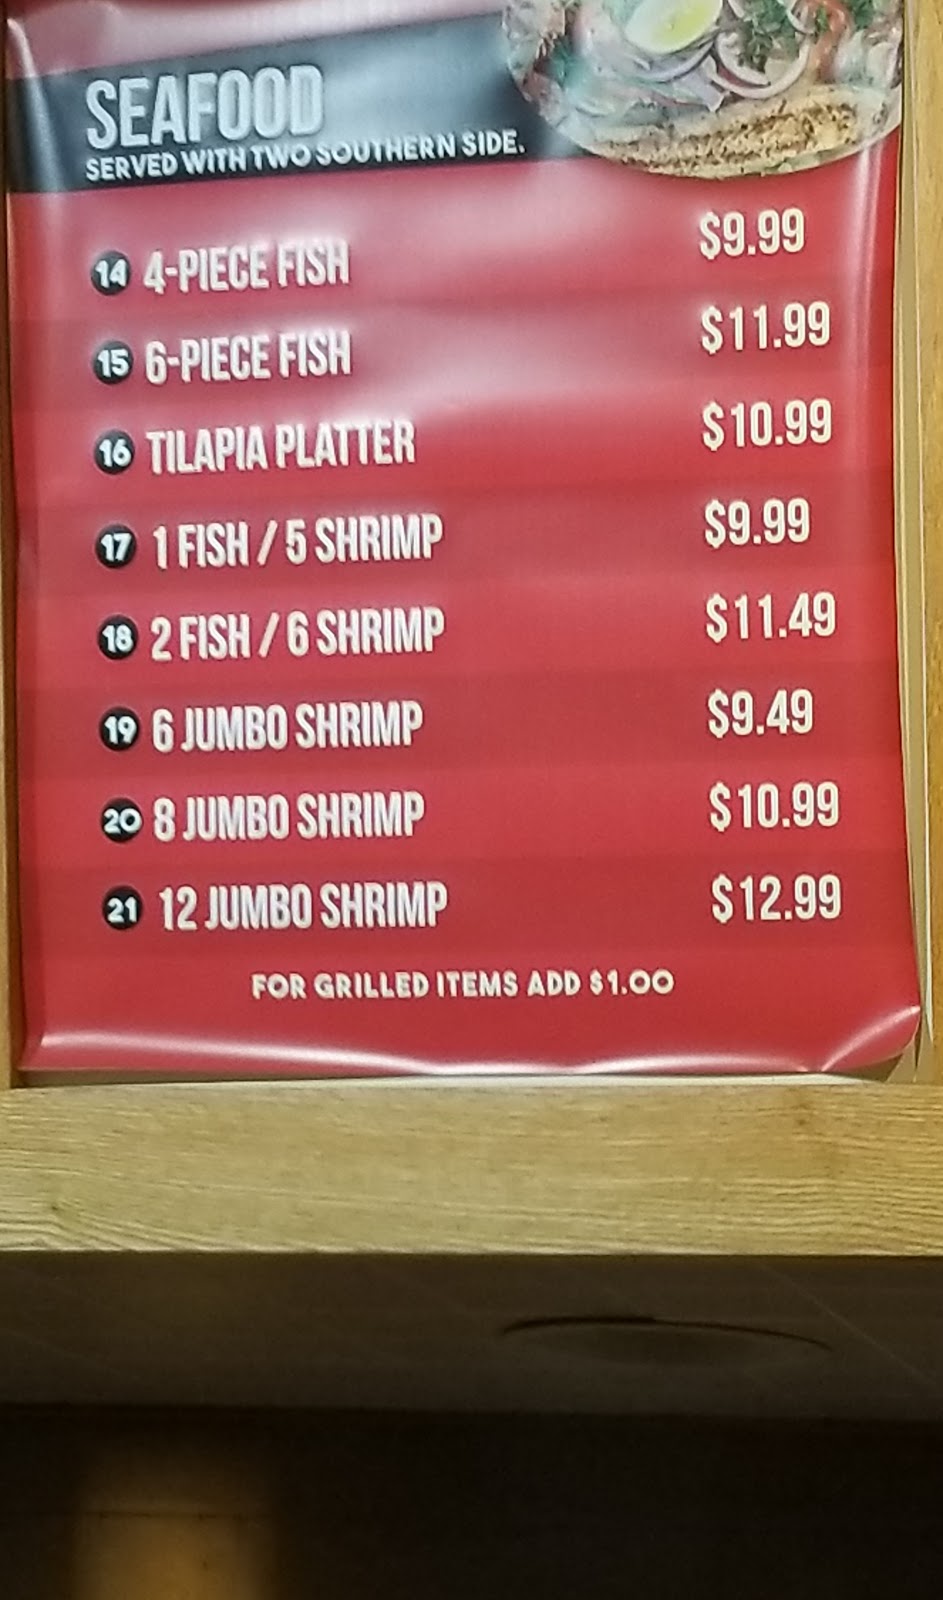 SEAFOOD
SERVED WITH TWO SOUTHERN SIDE.
14 4-PIECE FISH $9.99
15 6-PIECE FISH $11.99
16 TILAPIA PLATTER $10.99
17 1 FISH / 5 SHRIMP $9.99
18 2 FISH / 6 SHRIMP $11.49
19 6 JUMBO SHRIMP $9.49
20 8 JUMBO SHRIMP $10.99
21 12 JUMBO SHRIMP $12.99
FOR GRILLED ITEMS ADD $1.00